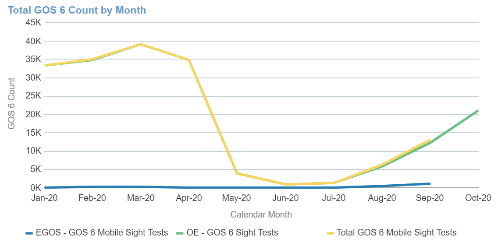 Total GOS 6 Count by Month
45K
40K
35K
30K
25K
20K
15K
10K
5K
0K
GOS 6 Count
Jan-20 Feb-20 Mar-20 Apr-20 May-20 Jun-20 Jul-20 Aug-20 Sep-20 Oct-20
Calendar Month
EGOS - GOS 6 Mobile Sight Tests OE - GOS 6 Sight Tests Total GOS 6 Mobile Sight Tests